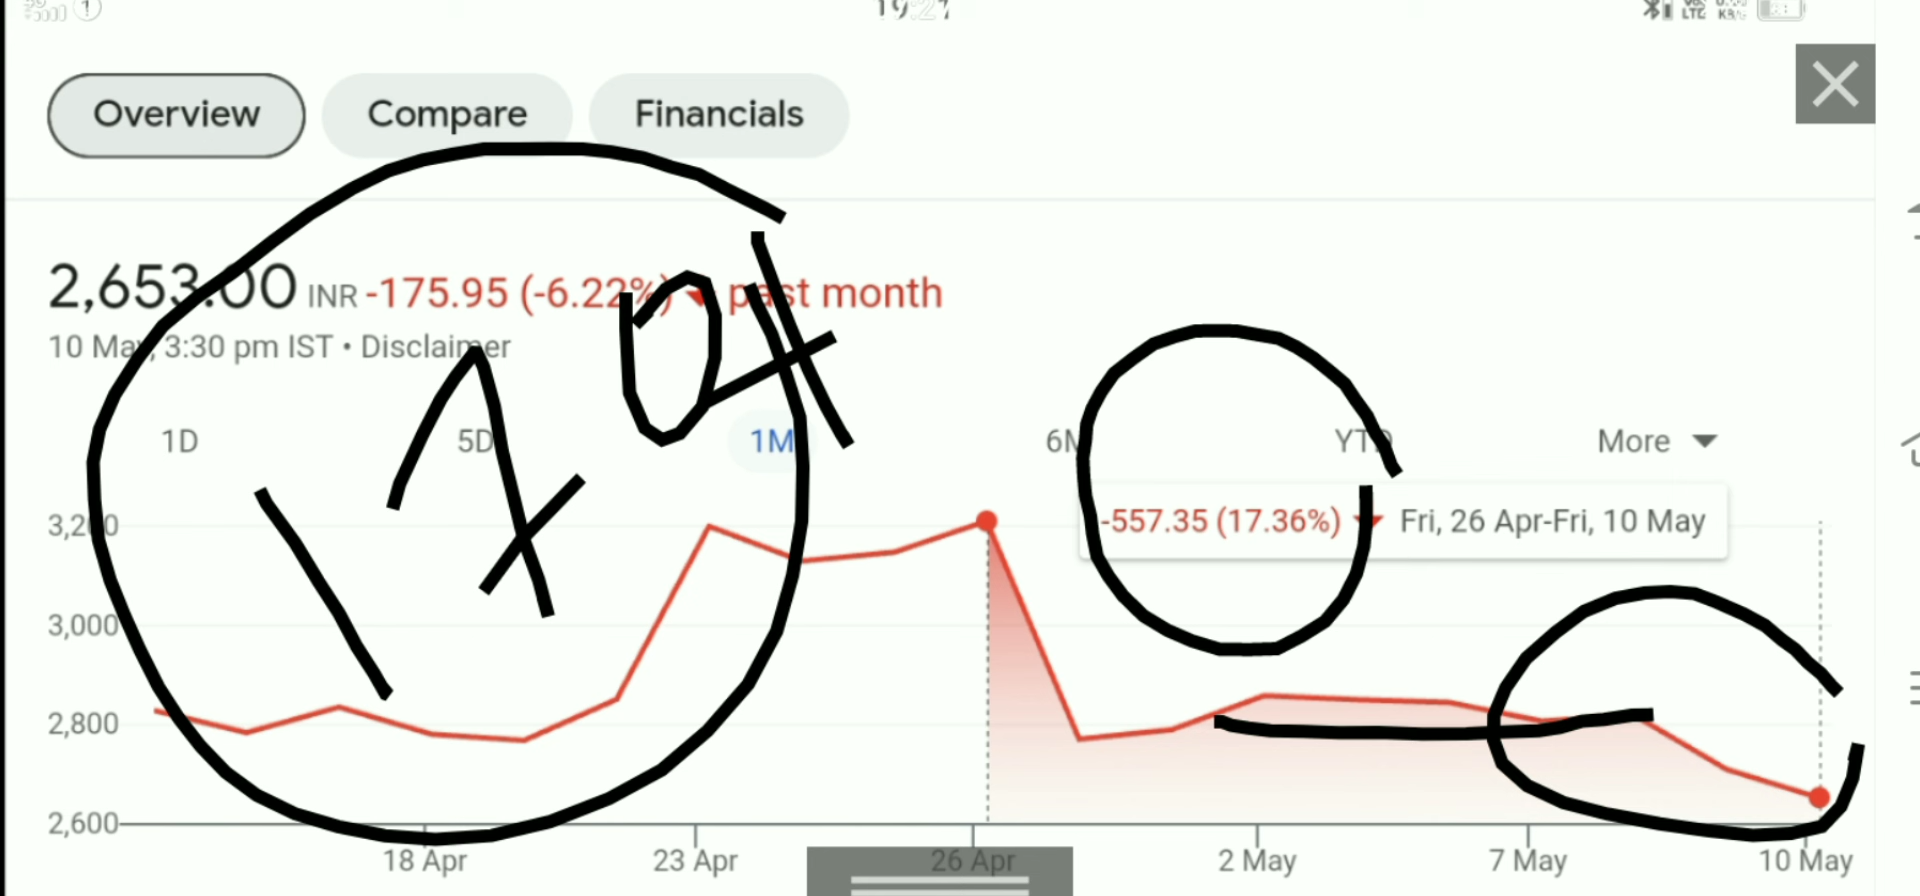 19:27
Overview Compare Financials
2,653.00 INR -175.95 (-6.22%) past month
10 May, 3:30 pm IST • Disclaimer
1D 5D 1M 6M YTD More
-557.35 (17.36%) Fri, 26 Apr-Fri, 10 May
3,200
3,000
2,800
2,600
18 Apr 23 Apr 26 Apr 2 May 7 May 10 May